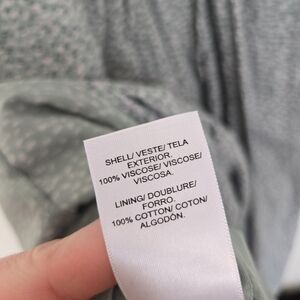 SHELL/ VESTE/ TELA
EXTERIOR.
100% VISCOSE/ VISCOSE/
VISCOSA.
LINING/ DOUBLURE/
FORRO.
100% COTTON/ COTON/
ALGODÓN.